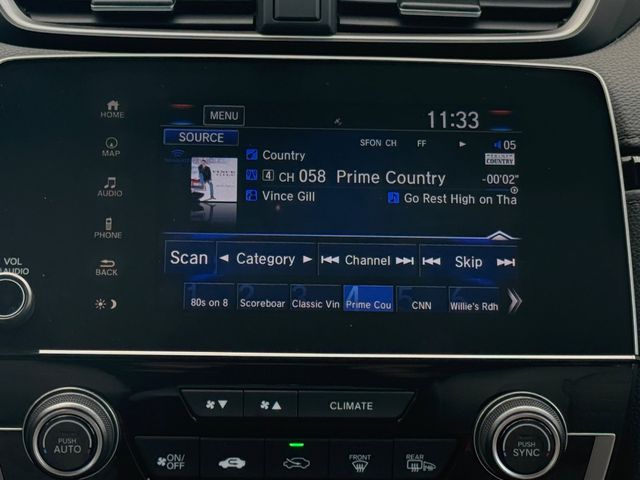 HOME
MENU
11:33
SOURCE
SFON CH FF 05
MAP
Country
COUNTRY
4 CH 058 Prime Country -00'02"
AUDIO
Vince Gill Go Rest High on Tha
PHONE
Scan Category Channel Skip
BACK
VOL
AUDIO
1 2 3 4 5 6
80s on 8 Scoreboar Classic Vin Prime Cou CNN Willie's Rdh
CLIMATE
PUSH
AUTO
PUSH
SYNC
ON/
OFF
FRONT
REAR